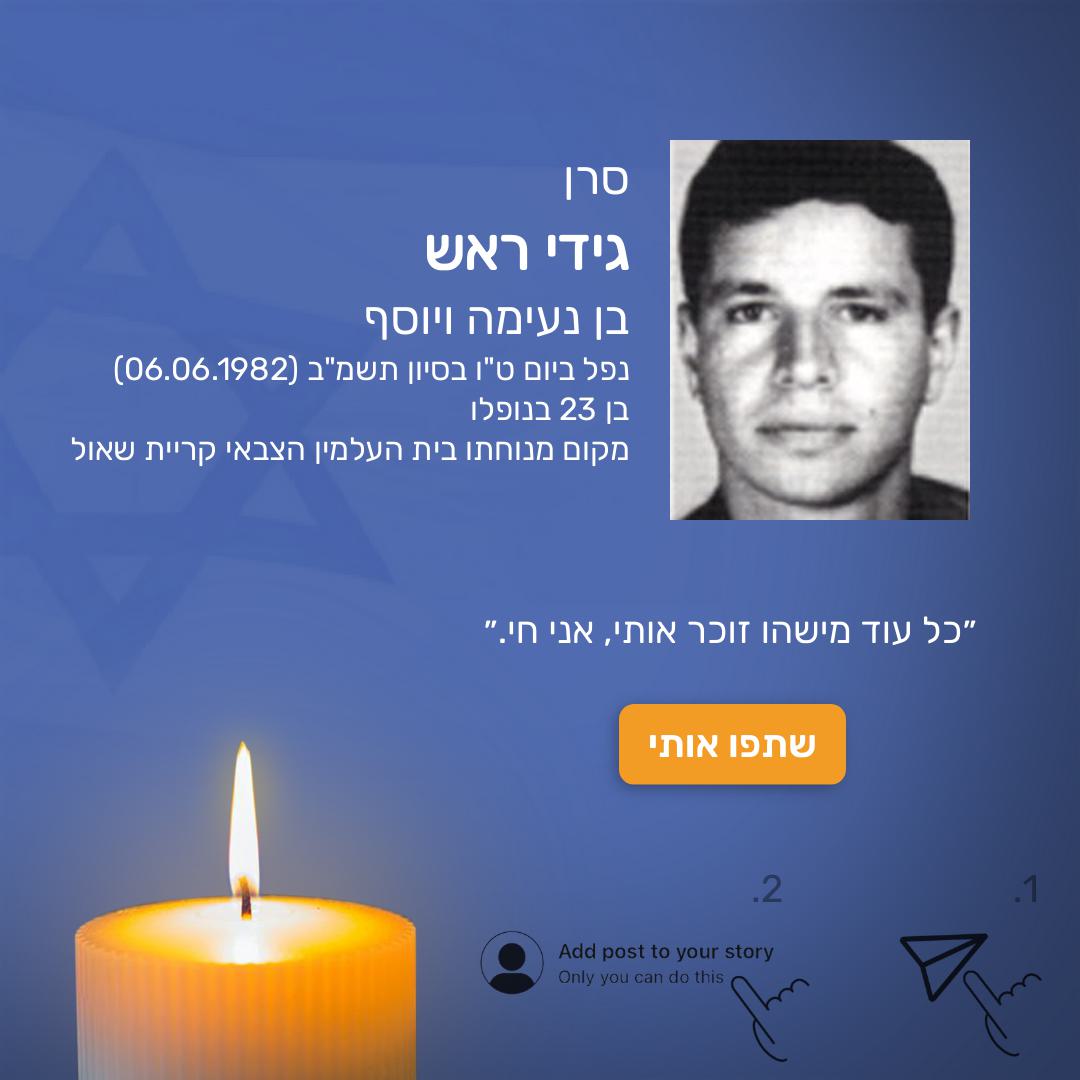 סרן
גידי ראש
בן נעימה ויוסף
נפל ביום ט"ו בסיון תשמ"ב (06.06.1982)
בן 23 בנופלו
מקום מנוחתו בית העלמין הצבאי קריית שאול
״כל עוד מישהו זוכר אותי, אני חי.״
שתפו אותי
.1
.2
Add post to your story
Only you can do this